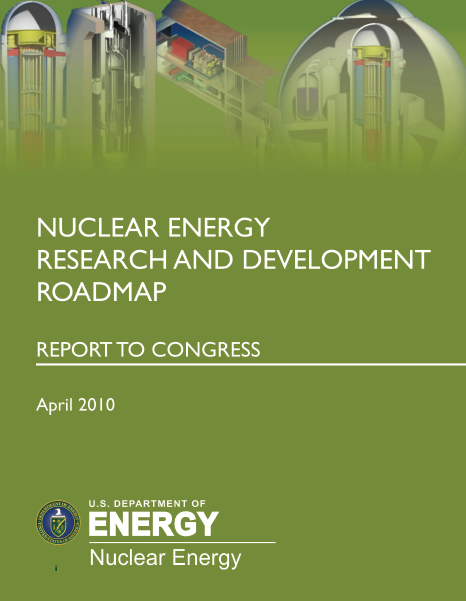 NUCLEAR ENERGY
RESEARCH AND DEVELOPMENT
ROADMAP
REPORT TO CONGRESS
April 2010
U.S. DEPARTMENT OF
ENERGY
Nuclear Energy
i